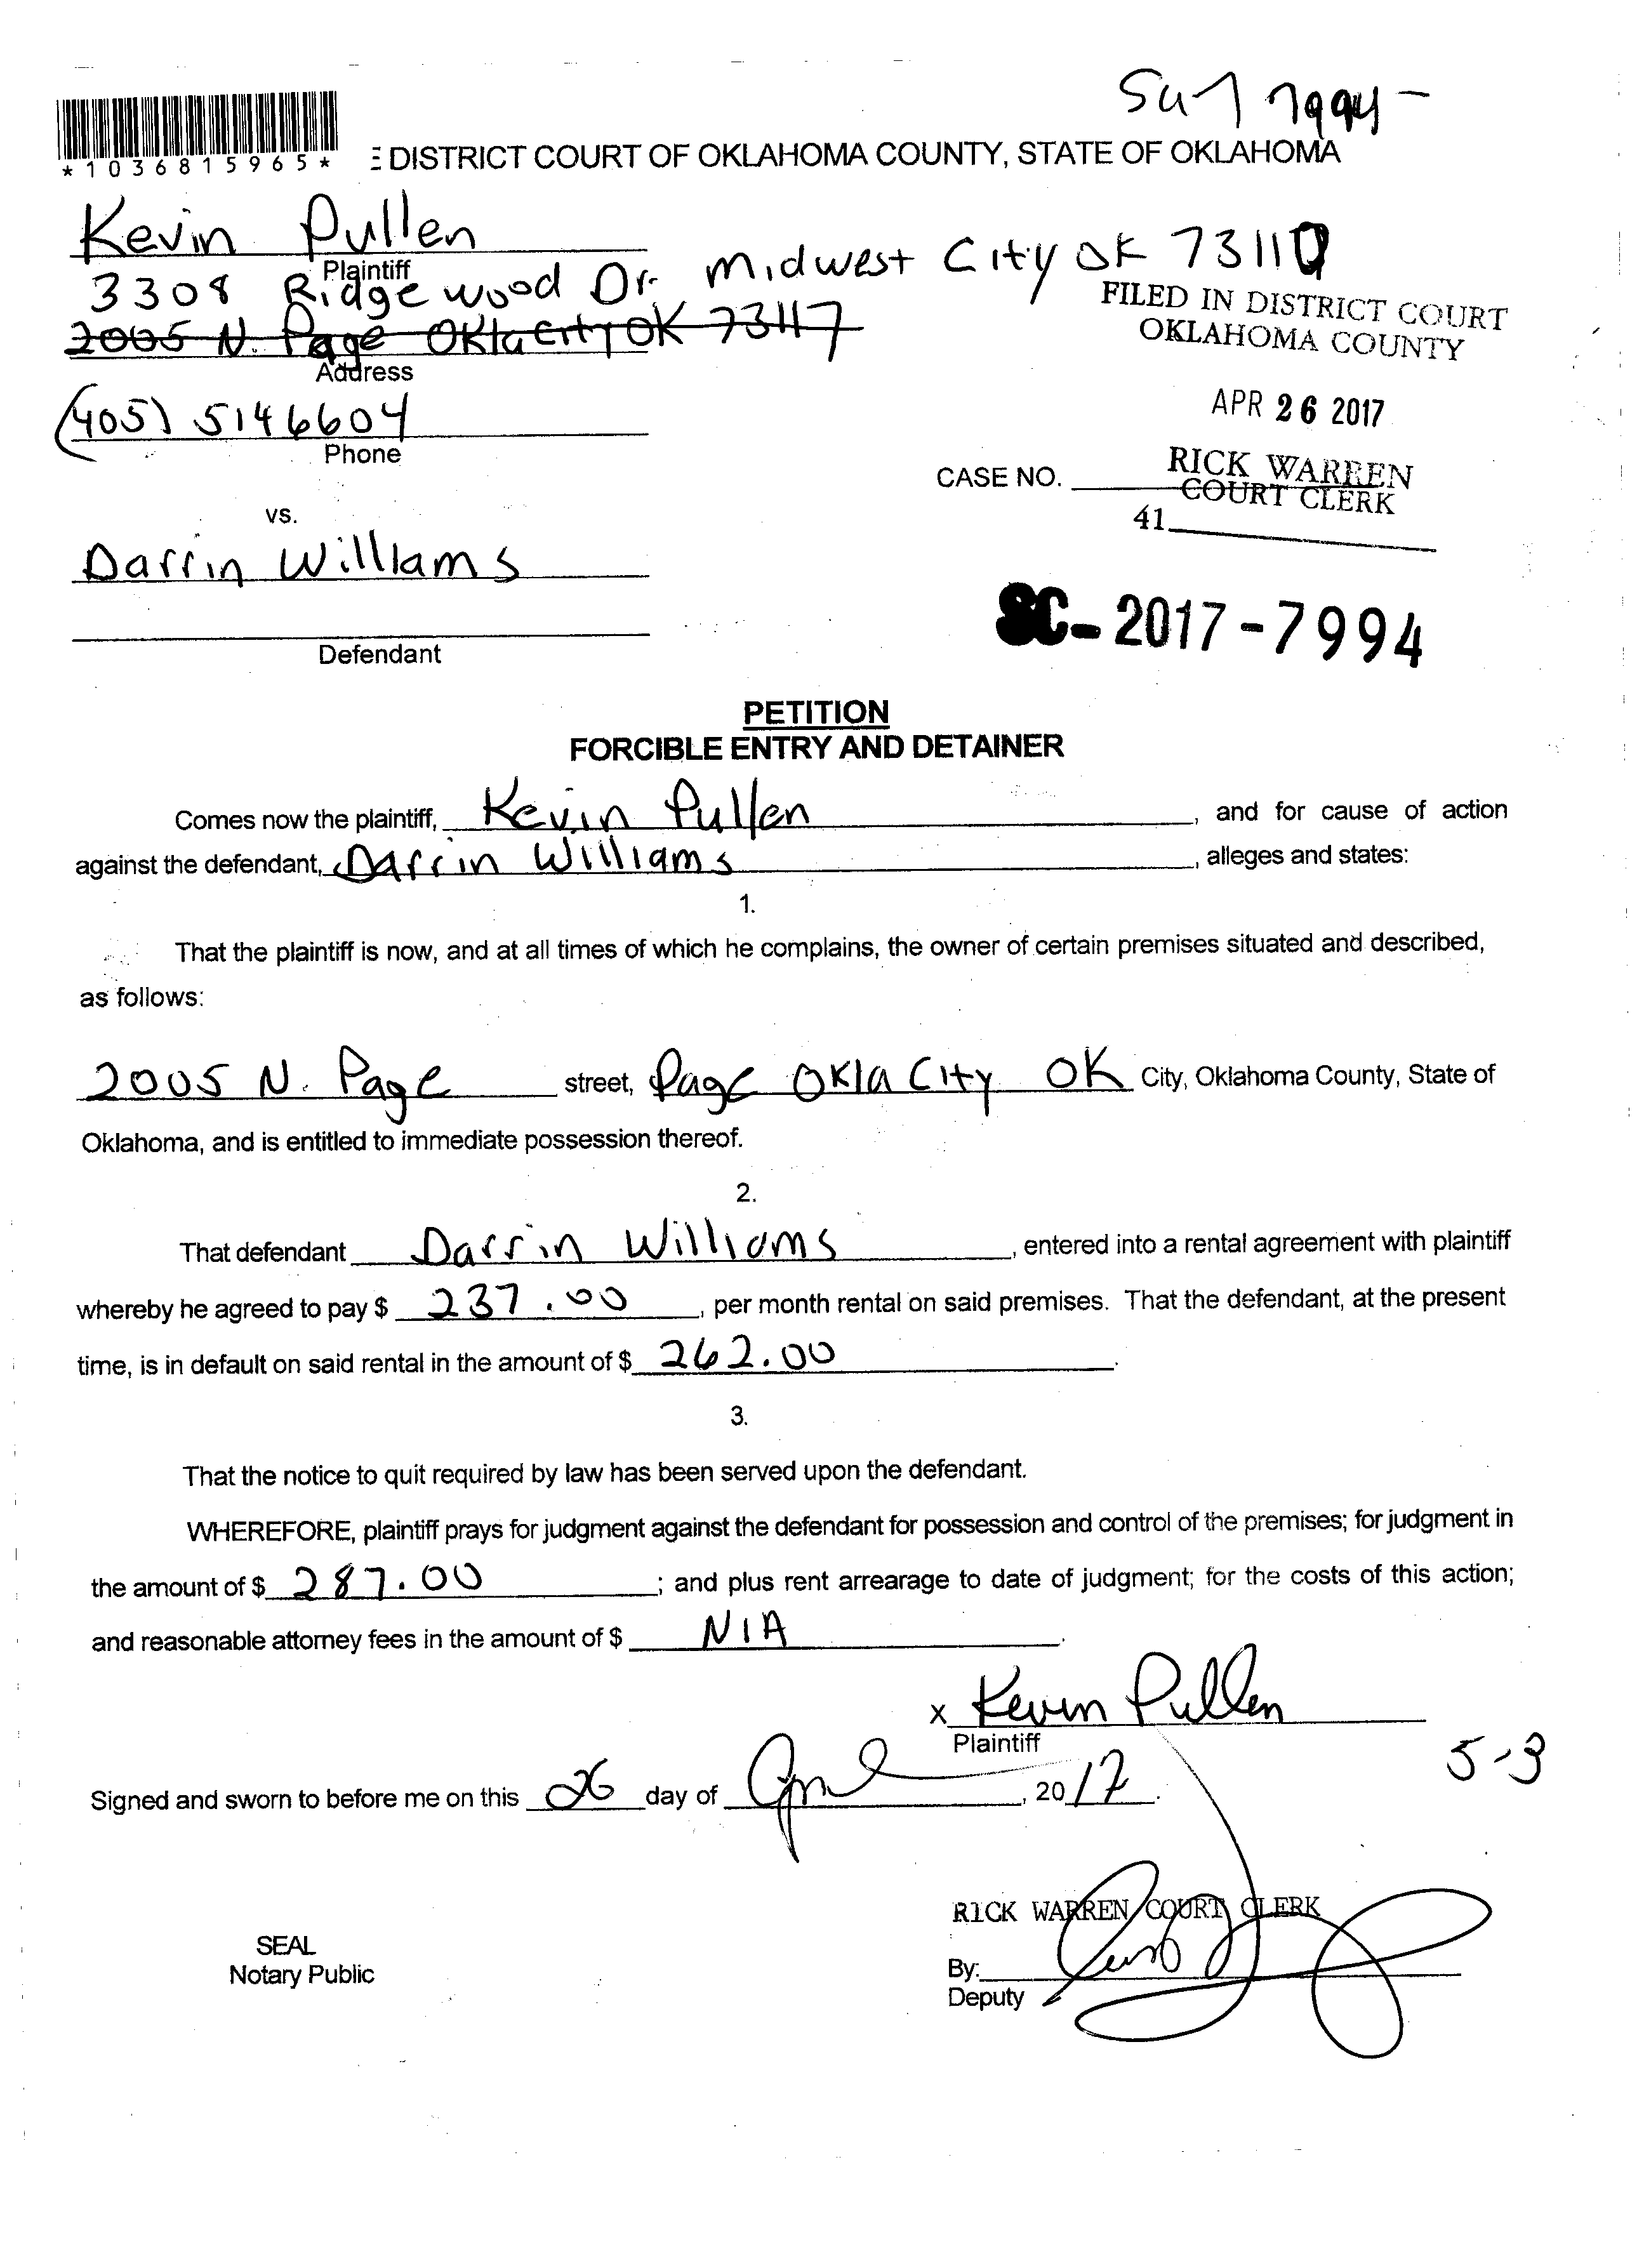 7994-
*1036815965*
E DISTRICT COURT OF OKLAHOMA COUNTY, STATE OF OKLAHOMA
Kevin Pullen
Plaintiff
3308 Ridgewood Dr. Midwest City OK 73110
2005 N. Page Okla City OK 73117
Address
FILED IN DISTRICT COURT
OKLAHOMA COUNTY
(405) 5146604
Phone
APR 26 2017
RICK WARREN
CASE NO.
COURT CLERK
41
vs.
Darrin Williams
Defendant
SC-2017-7994
PETITION
FORCIBLE ENTRY AND DETAINER
Comes now the plaintiff, Kevin Pullen, and for cause of action
against the defendant, Darrin Williams, alleges and states:
1.
That the plaintiff is now, and at all times of which he complains, the owner of certain premises situated and described,
as follows:
2005 N. Page street, Page Okla City OK City, Oklahoma County, State of
Oklahoma, and is entitled to immediate possession thereof.
2.
That defendant Darrin Williams, entered into a rental agreement with plaintiff
whereby he agreed to pay $ 237.00, per month rental on said premises. That the defendant, at the present
time, is in default on said rental in the amount of $ 262.00.
3.
That the notice to quit required by law has been served upon the defendant.
WHEREFORE, plaintiff prays for judgment against the defendant for possession and control of the premises; for judgment in
the amount of $ 287.00; and plus rent arrearage to date of judgment; for the costs of this action;
and reasonable attorney fees in the amount of $ N/A.
x Kevin Pullen
Plaintiff
5-3
Signed and sworn to before me on this 26 day of April, 2017.
RICK WARREN COURT CLERK
SEAL
Notary Public
By:
Deputy